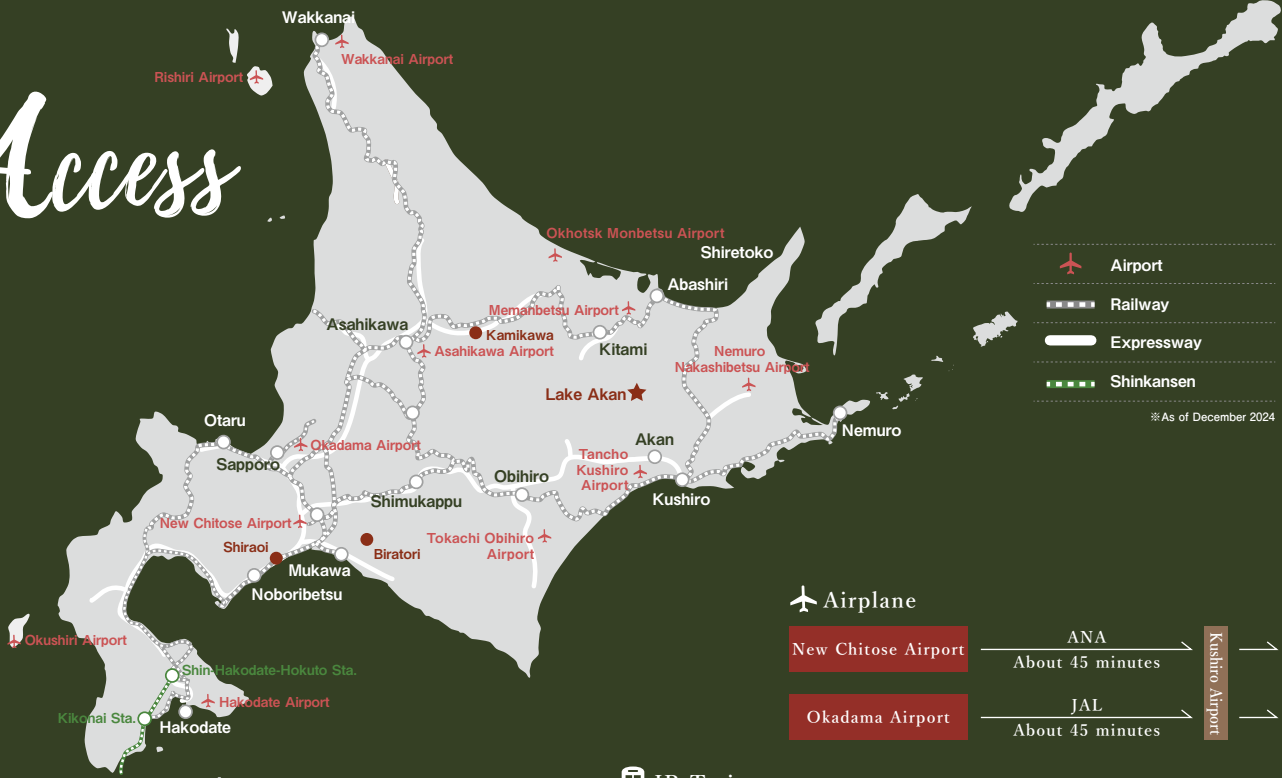 Access
Wakkanai
Wakkanai Airport
Rishiri Airport
Okhotsk Monbetsu Airport
Shiretoko
Abashiri
Memanbetsu Airport
Asahikawa
Kamikawa
Asahikawa Airport
Kitami
Nemuro
Nakashibetsu Airport
Lake Akan
Otaru
Okadama Airport
Sapporo
Nemuro
Akan
Tancho
Kushiro
Airport
Obihiro
Kushiro
Shimukappu
New Chitose Airport
Shiraoi
Biratori
Tokachi Obihiro
Airport
Mukawa
Noboribetsu
Okushiri Airport
Shin-Hakodate-Hokuto Sta.
Hakodate Airport
Kikonai Sta.
Hakodate
Airport
Railway
Expressway
Shinkansen
※As of December 2024
Airplane
New Chitose Airport
ANA
About 45 minutes
Okadama Airport
JAL
About 45 minutes
Kushiro Airport